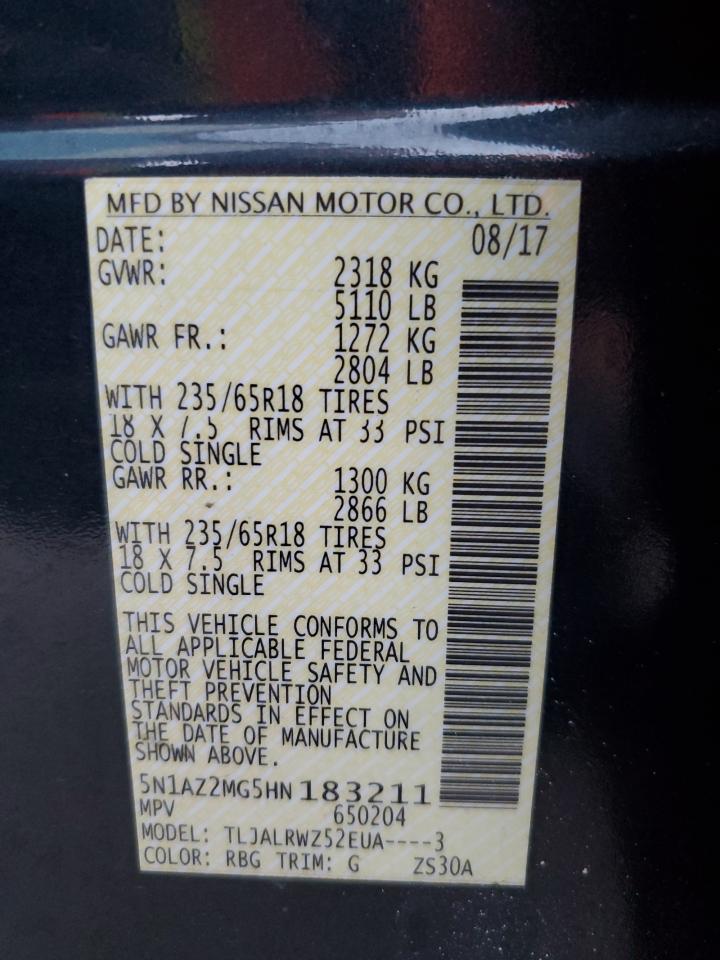 MFD BY NISSAN MOTOR CO., LTD.
DATE: 08/17
GVWR: 2318 KG
5110 LB
GAWR FR.: 1272 KG
2804 LB
WITH 235/65R18 TIRES
18 X 7.5 RIMS AT 33 PSI
COLD SINGLE
GAWR RR.: 1300 KG
2866 LB
WITH 235/65R18 TIRES
18 X 7.5 RIMS AT 33 PSI
COLD SINGLE
THIS VEHICLE CONFORMS TO
ALL APPLICABLE FEDERAL
MOTOR VEHICLE SAFETY AND
THEFT PREVENTION
STANDARDS IN EFFECT ON
THE DATE OF MANUFACTURE
SHOWN ABOVE.
5N1AZ2MG5HN183211
MPV 650204
MODEL: TLJALRWZ52EUA----3
COLOR: RBG TRIM: G ZS30A